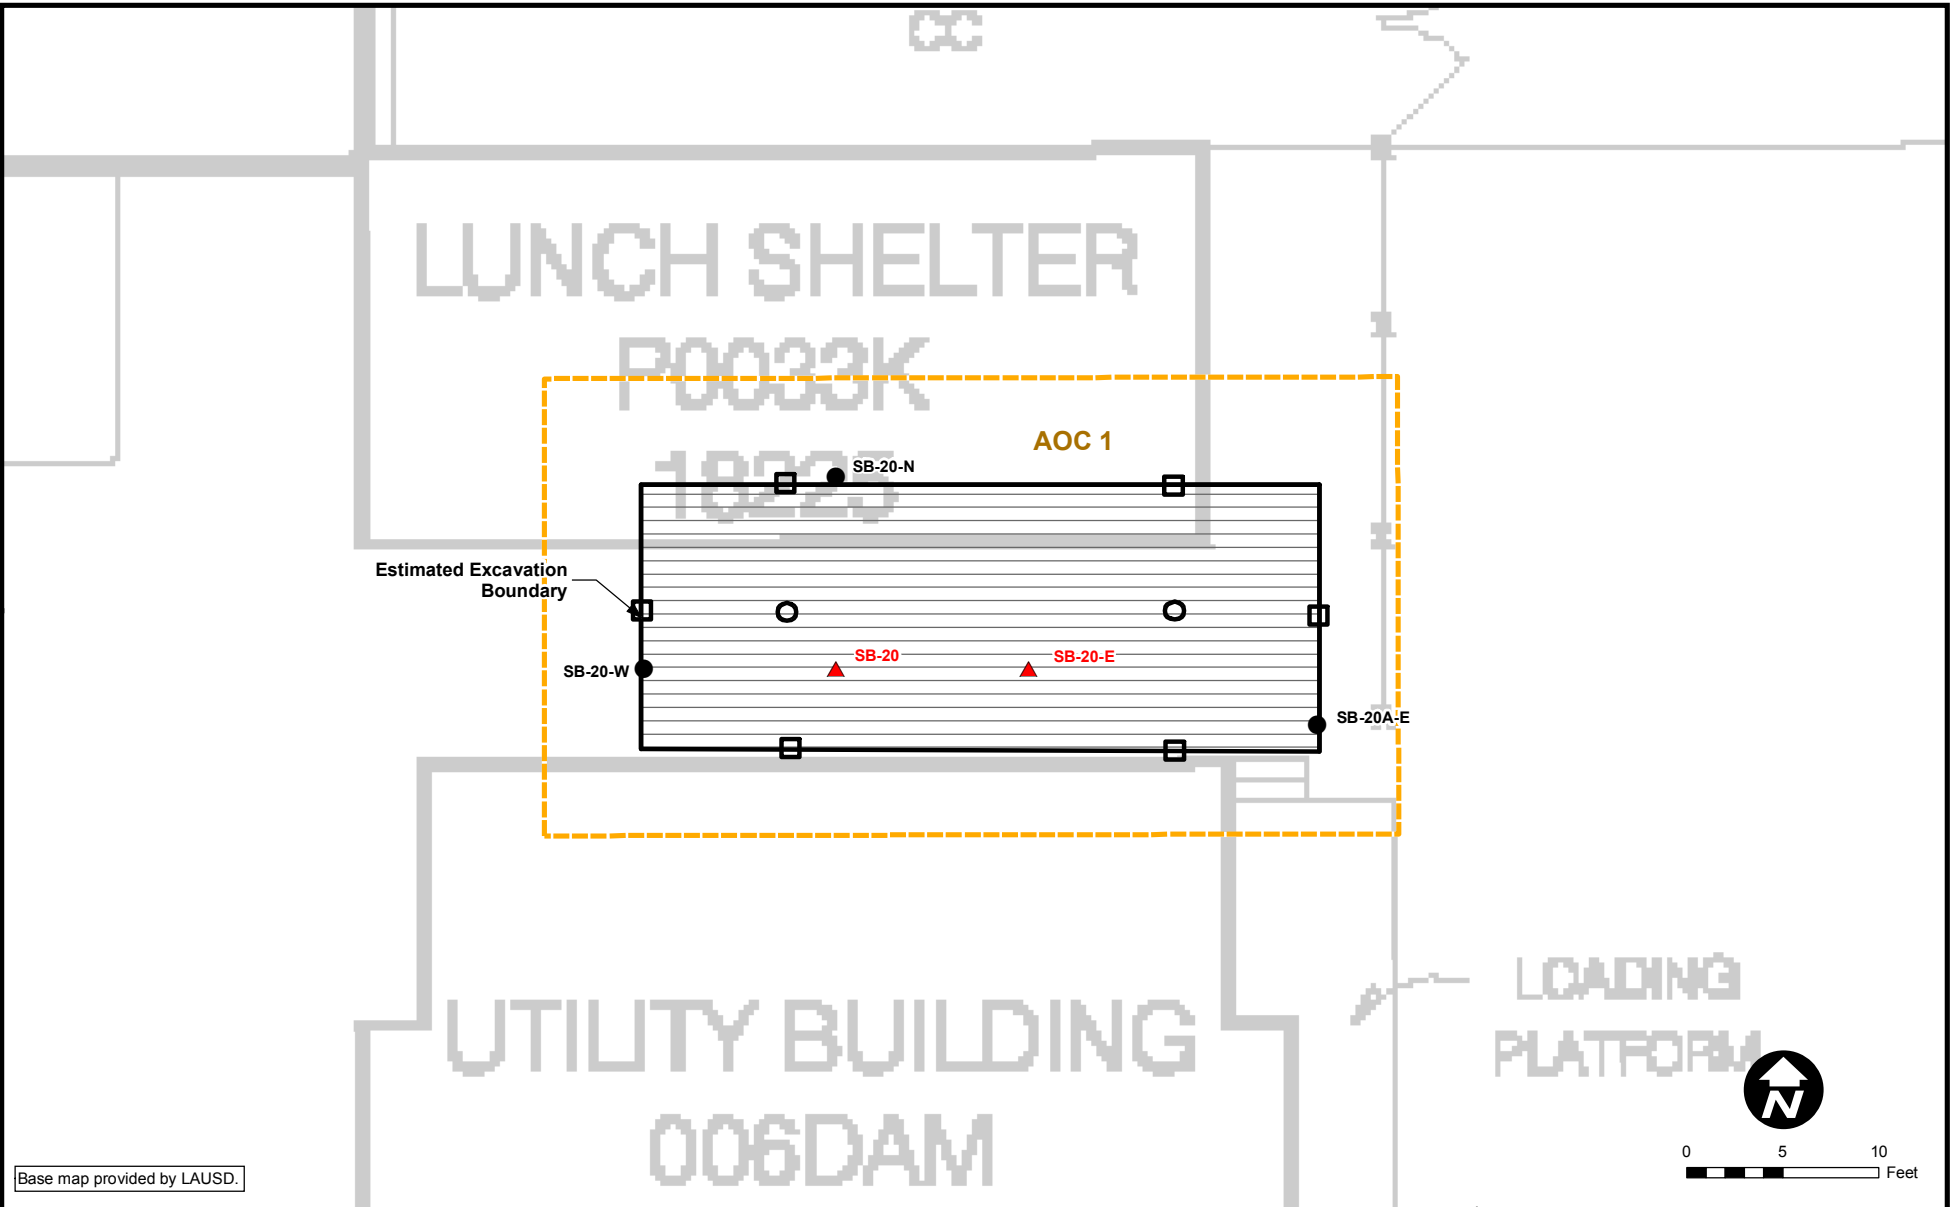 CC
LUNCH SHELTER
P0033K
18225
AOC 1
SB-20-N
Estimated Excavation
Boundary
SB-20-W
SB-20
SB-20-E
SB-20A-E
UTILITY BUILDING
006DAM
LOADING
PLATFORM
N
0 5 10
Feet
Base map provided by LAUSD.